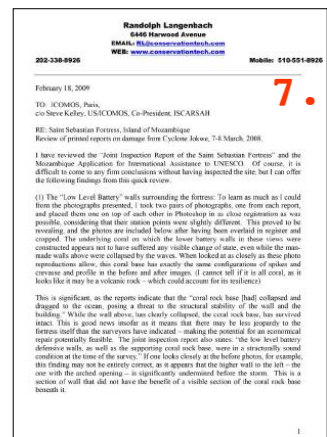 Randolph Langenbach
6446 Harwood Avenue
EMAIL: RL@conservationtech.com
WEB: www.conservationtech.com
202-338-8926 Mobile: 510-551-8926
7.
February 18, 2009
TO: ICOMOS, Paris,
c/o Steve Kelley, US/ICOMOS, Co-President, ISCARSAH
RE: Saint Sebastian Fortress, Island of Mozambique
Review of printed reports on damage from Cyclone Jokwe, 7-8 March, 2008.
I have reviewed the "Joint Inspection Report of the Saint Sebastian Fortress" and the
Mozambique Application for International Assistance to UNESCO. Of course, it is
difficult to come to any firm conclusions without having inspected the site, but I can offer
the following findings from this quick review.
(1) The "Low Level Battery" walls surrounding the fortress: To learn as much as I could
from the photographs presented, I took two pairs of photographs, one from each report,
and placed them one on top of each other in Photoshop in as close registration as was
possible, considering that their station points were slightly different. This proved to be
revealing, and the photos are included below after having been overlaid in register and
cropped. The underlying coral on which the lower battery walls in these views were
constructed appears not to have suffered any visible change of state, even while the man-
made walls above were collapsed by the waves. When looked at as closely as these photo
reproductions allow, this coral base has exactly the same configurations of spikes and
crevasse and profile in the before and after images. (I cannot tell if it is all coral, as it
looks like it may be a volcanic rock – which could account for its resilience)
This is significant, as the reports indicate that the "coral rock base [had] collapsed and
dragged to the ocean, posing a threat to the structural stability of the wall and the
building." While the wall above, has clearly collapsed, the coral rock base, has survived
intact. This is good news insofar as it means that there may be less jeopardy to the
fortress itself than the surveyors have indicated – making the potential for an economical
repair potentially feasible. The joint inspection report also states: "the low level battery
defensive walls, as well as the supporting coral rock base, were in a structurally sound
condition at the time of the survey." If one looks closely at the before photos, for example,
this finding may not be entirely correct, as it appears that the higher wall in the left – the
one with the arched opening – is significantly undermined before the storm. This is a
section of wall that did not have the benefit of a visible section of the coral rock base
beneath it.
1